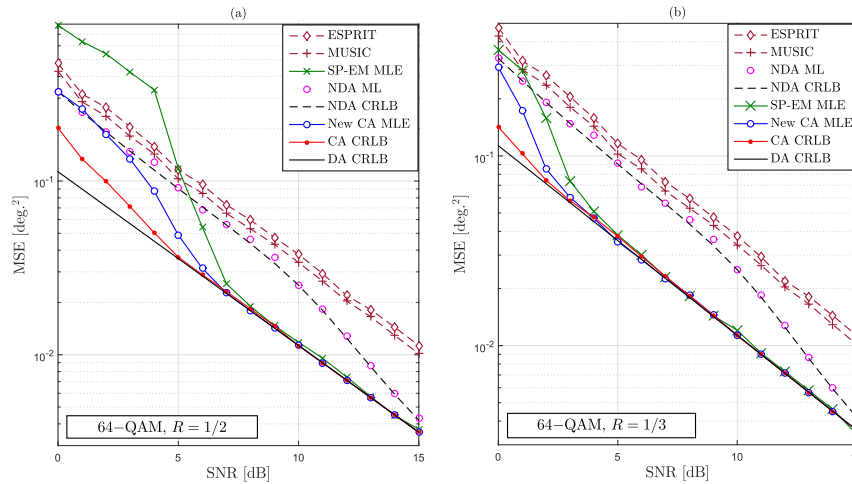 (a)
MSE [deg.²]
10⁻¹
10⁻²
0
5
10
15
SNR [dB]
ESPRIT
MUSIC
SP-EM MLE
NDA ML
NDA CRLB
New CA MLE
CA CRLB
DA CRLB
64−QAM, R = 1/2
(b)
MSE [deg.²]
10⁻¹
10⁻²
0
5
10
SNR [dB]
ESPRIT
MUSIC
NDA ML
NDA CRLB
SP-EM MLE
New CA MLE
CA CRLB
DA CRLB
64−QAM, R = 1/3